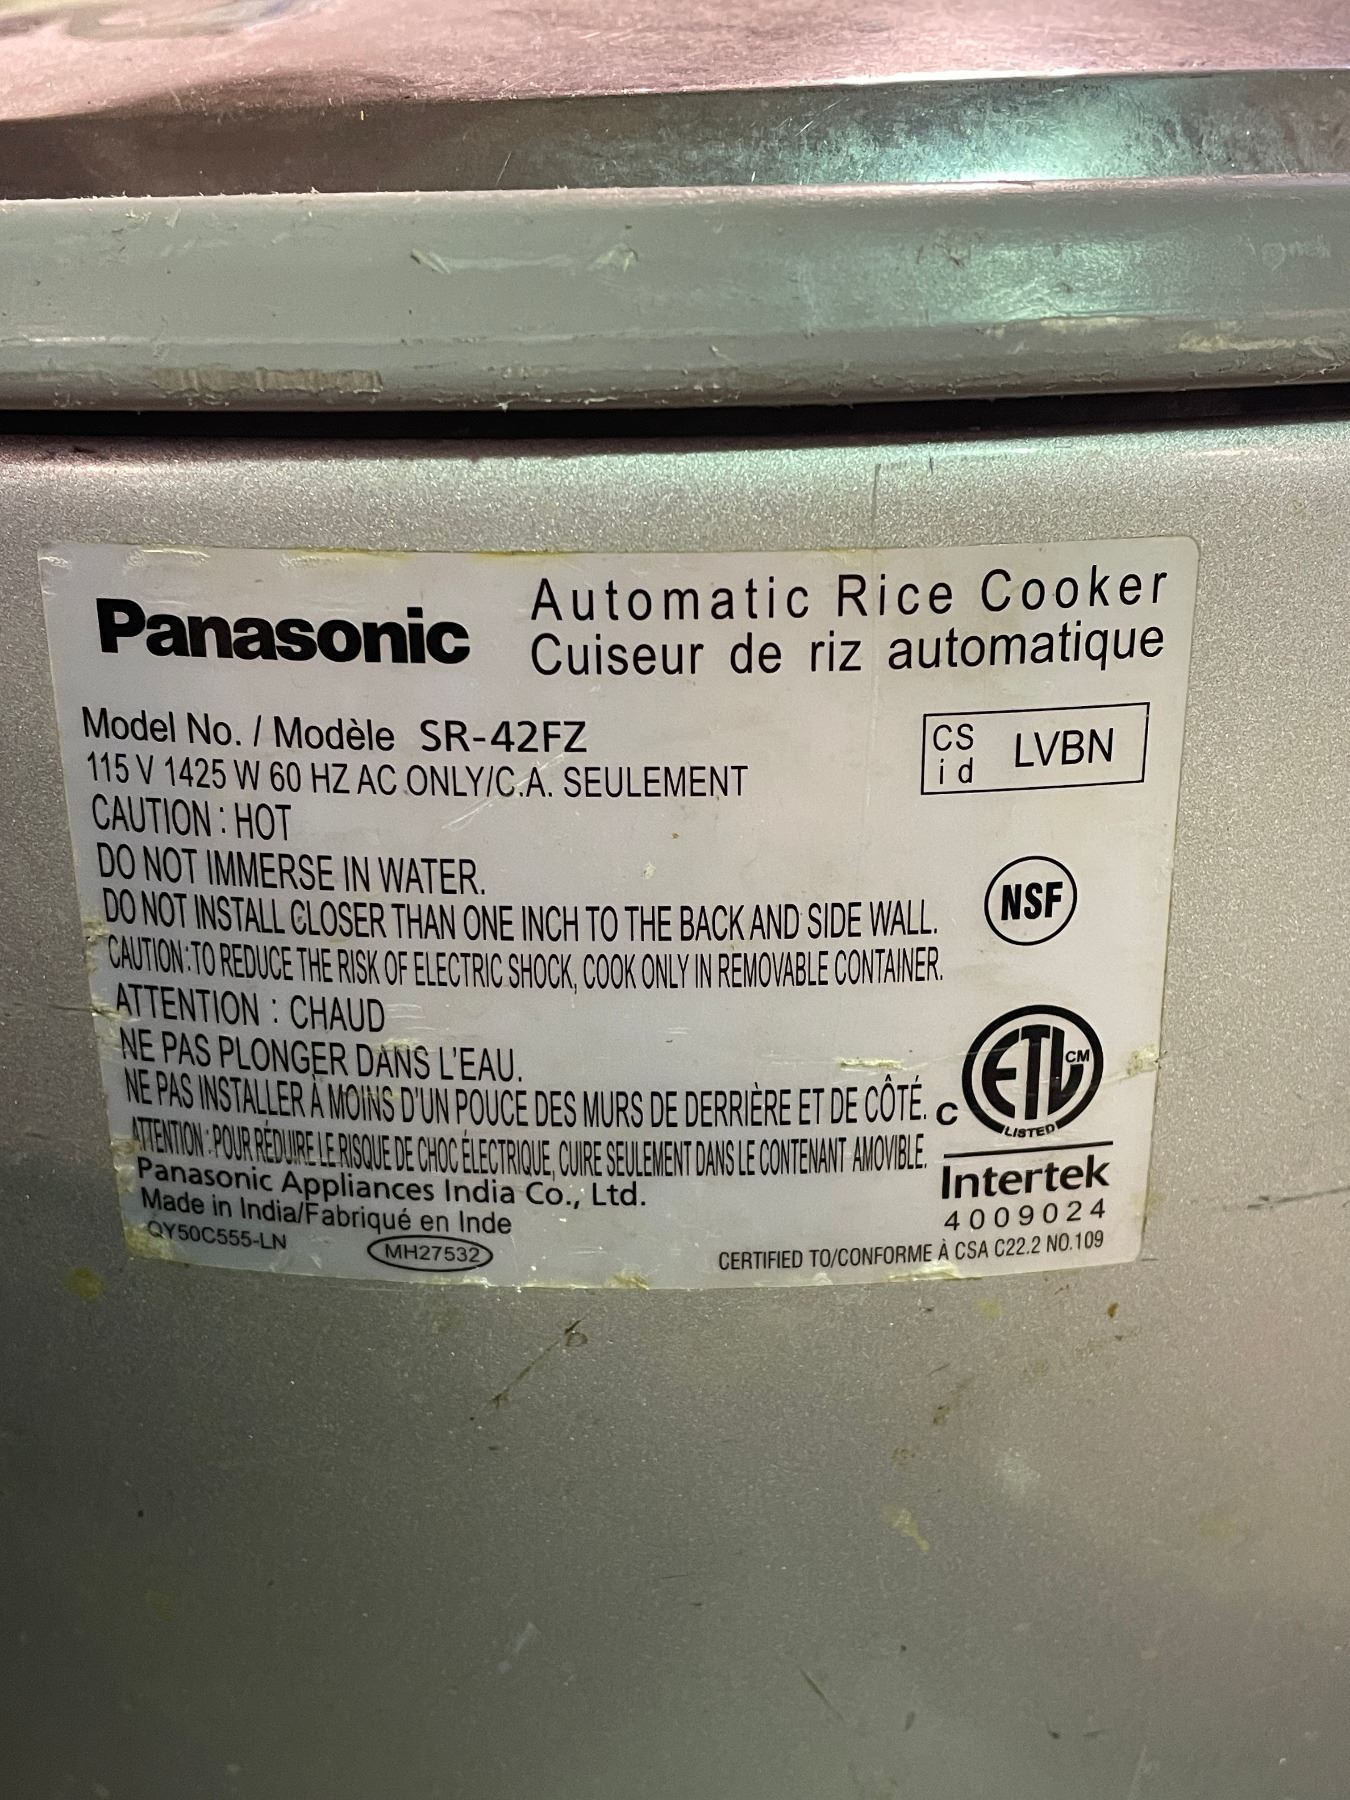 Panasonic
Automatic Rice Cooker
Cuiseur de riz automatique
Model No. / Modèle SR-42FZ
115 V 1425 W 60 HZ AC ONLY/C.A. SEULEMENT
CS id LVBN
CAUTION : HOT
DO NOT IMMERSE IN WATER.
DO NOT INSTALL CLOSER THAN ONE INCH TO THE BACK AND SIDE WALL.
CAUTION : TO REDUCE THE RISK OF ELECTRIC SHOCK, COOK ONLY IN REMOVABLE CONTAINER.
NSF
ATTENTION : CHAUD
NE PAS PLONGER DANS L'EAU.
NE PAS INSTALLER À MOINS D'UN POUCE DES MURS DE DERRIÈRE ET DE CÔTÉ.
ATTENTION : POUR RÉDUIRE LE RISQUE DE CHOC ÉLECTRIQUE, CUIRE SEULEMENT DANS LE CONTENANT AMOVIBLE.
C ETL CM
LISTED
Intertek
4009024
Panasonic Appliances India Co., Ltd.
Made in India/Fabriqué en Inde
QY50C555-LN
MH27532
CERTIFIED TO/CONFORME À CSA C22.2 NO.109